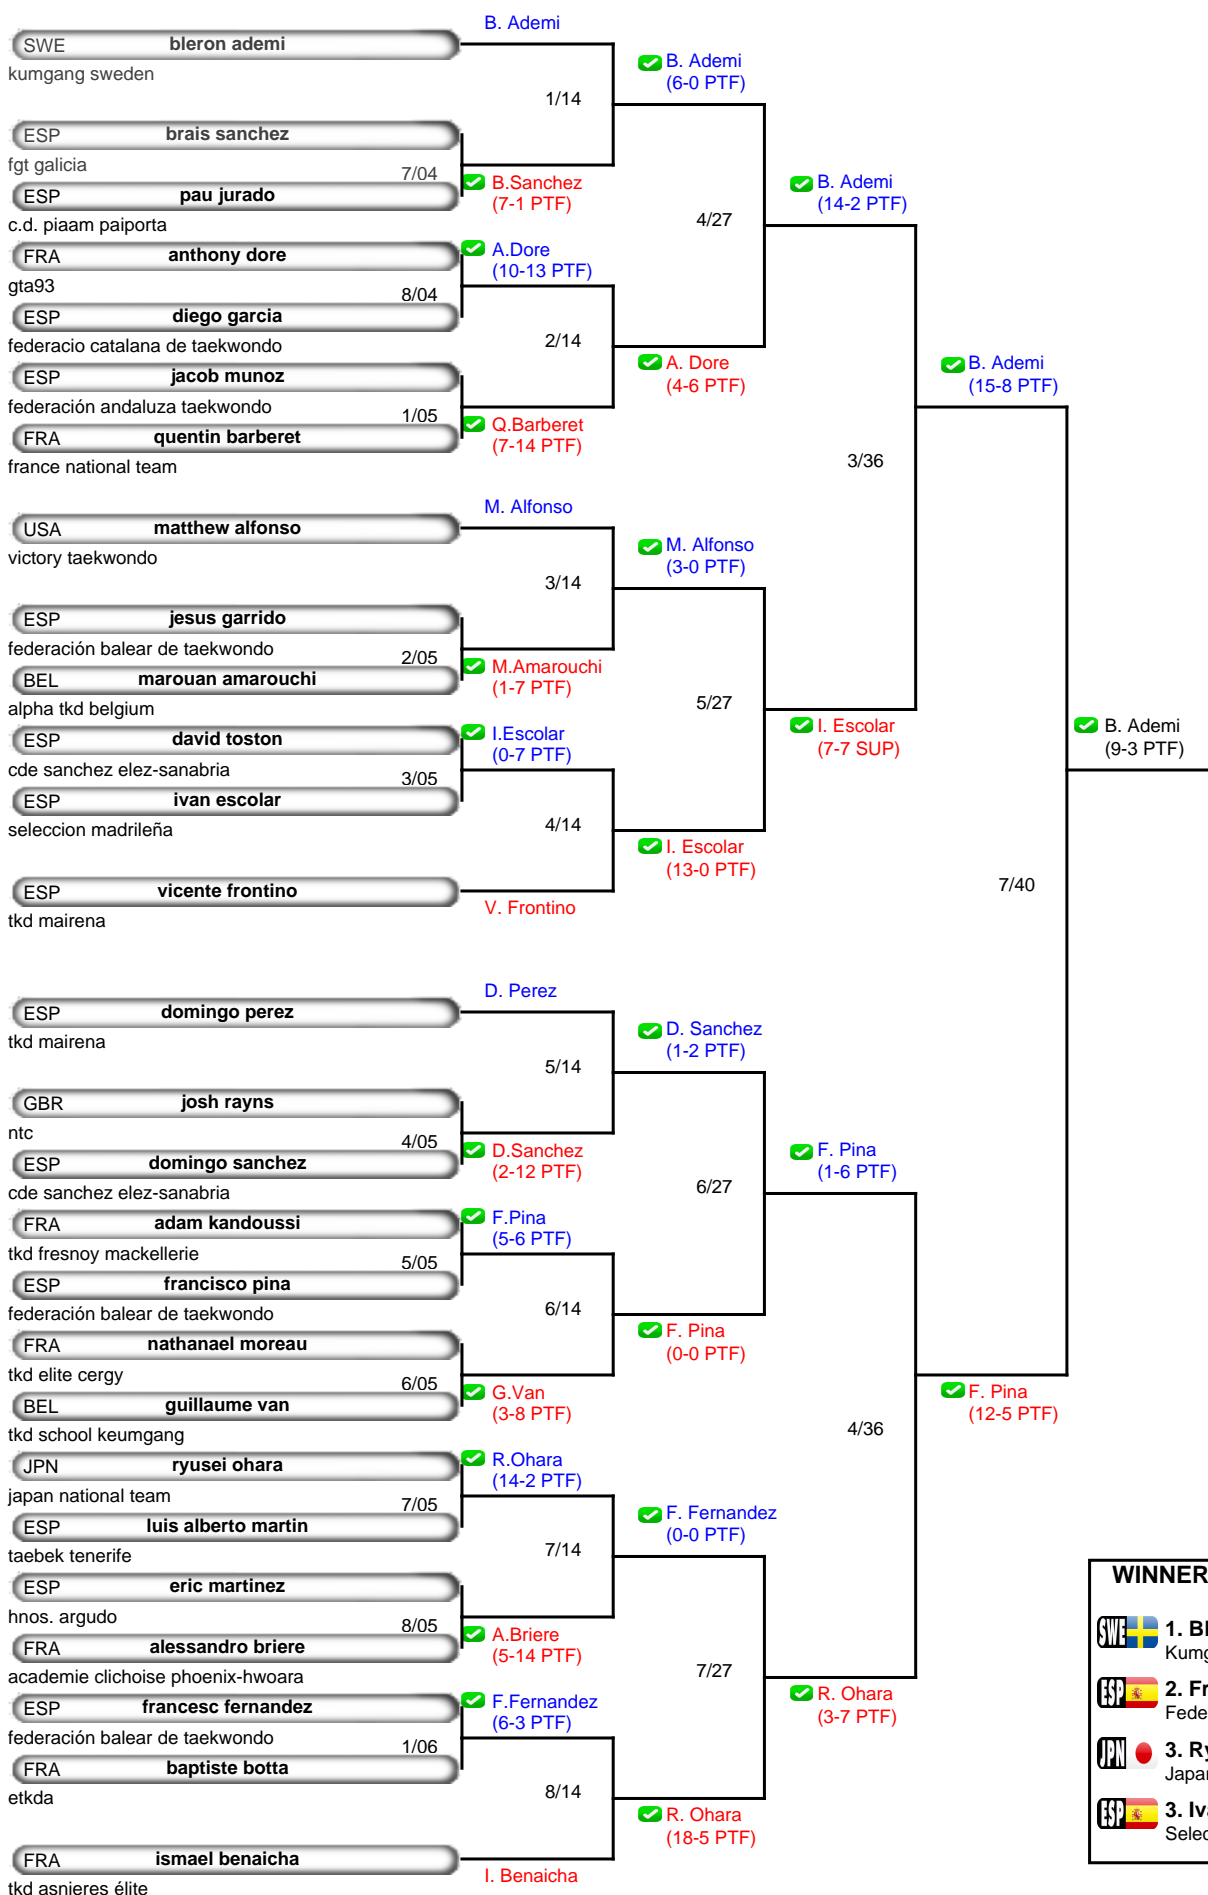 B. Ademi
SWE bleron ademi
kumgang sweden
B. Ademi
(6-0 PTF)
1/14
ESP brais sanchez
fgt galicia
7/04
B.Sanchez
(7-1 PTF)
ESP pau jurado
c.d. piaam paiporta
B. Ademi
(14-2 PTF)
4/27
FRA anthony dore
gta93
A.Dore
(10-13 PTF)
8/04
ESP diego garcia
federacio catalana de taekwondo
2/14
A. Dore
(4-6 PTF)
ESP jacob munoz
federación andaluza taekwondo
1/05
Q.Barberet
(7-14 PTF)
FRA quentin barberet
france national team
B. Ademi
(15-8 PTF)
3/36
M. Alfonso
USA matthew alfonso
victory taekwondo
M. Alfonso
(3-0 PTF)
3/14
ESP jesus garrido
federación balear de taekwondo
2/05
M.Amarouchi
(1-7 PTF)
BEL marouan amarouchi
alpha tkd belgium
5/27
I. Escolar
(7-7 SUP)
ESP david toston
cde sanchez elez-sanabria
I.Escolar
(0-7 PTF)
3/05
ESP ivan escolar
seleccion madrileña
4/14
I. Escolar
(13-0 PTF)
ESP vicente frontino
tkd mairena
V. Frontino
B. Ademi
(9-3 PTF)
7/40
D. Perez
ESP domingo perez
tkd mairena
D. Sanchez
(1-2 PTF)
5/14
GBR josh rayns
ntc
4/05
D.Sanchez
(2-12 PTF)
ESP domingo sanchez
cde sanchez elez-sanabria
F. Pina
(1-6 PTF)
6/27
FRA adam kandoussi
tkd fresnoy mackellerie
F.Pina
(5-6 PTF)
5/05
ESP francisco pina
federación balear de taekwondo
6/14
F. Pina
(0-0 PTF)
FRA nathanael moreau
tkd elite cergy
6/05
G.Van
(3-8 PTF)
BEL guillaume van
tkd school keumgang
F. Pina
(12-5 PTF)
4/36
JPN ryusei ohara
japan national team
R.Ohara
(14-2 PTF)
7/05
ESP luis alberto martin
taebek tenerife
F. Fernandez
(0-0 PTF)
7/14
ESP eric martinez
hnos. argudo
8/05
A.Briere
(5-14 PTF)
FRA alessandro briere
academie clichoise phoenix-hwoara
7/27
R. Ohara
(3-7 PTF)
ESP francesc fernandez
federación balear de taekwondo
F.Fernandez
(6-3 PTF)
1/06
FRA baptiste botta
etkda
8/14
R. Ohara
(18-5 PTF)
FRA ismael benaicha
tkd asnieres élite
I. Benaicha
WINNER
SWE 1. Bl
Kumg
ESP 2. Fr
Fede
JPN 3. Ry
Japan
ESP 3. Iva
Selec